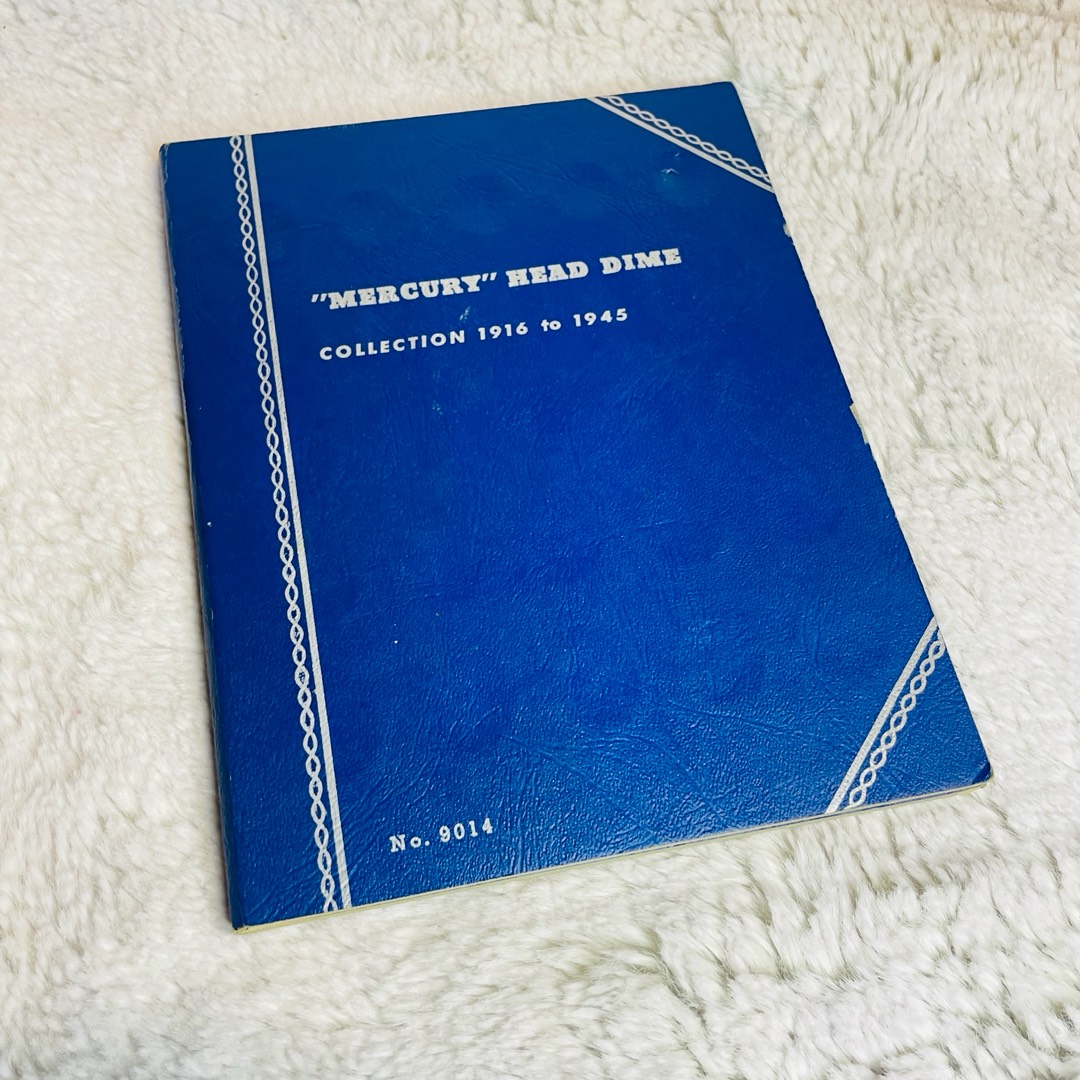 "MERCURY" HEAD DIME
COLLECTION 1916 to 1945
No. 9014